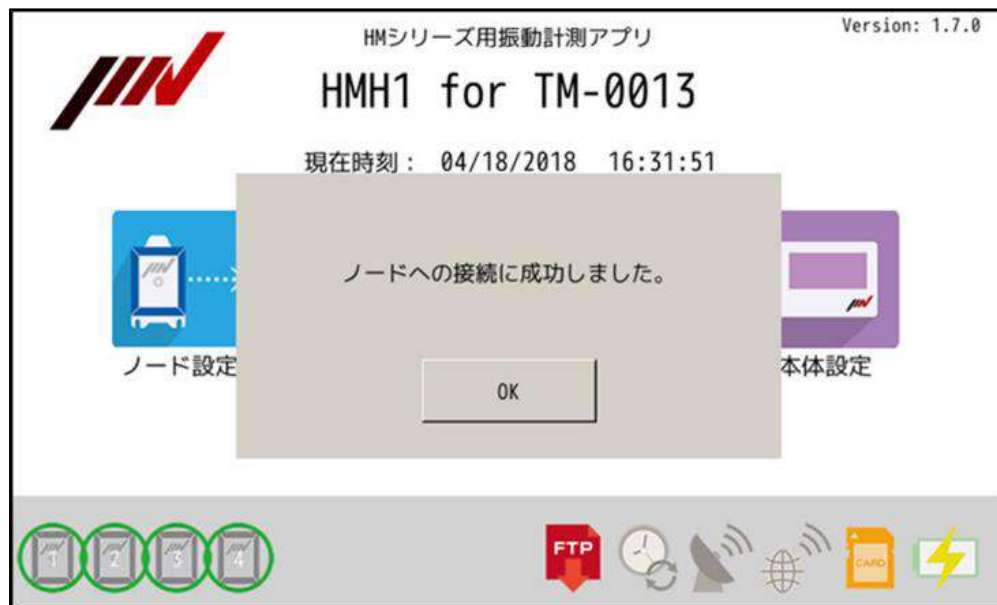 Version: 1.7.0
HMシリーズ用振動計測アプリ
HMH1 for TM-0013
現在時刻： 04/18/2018 16:31:51
ノードへの接続に成功しました。
ノード設定
本体設定
OK
1 2 3 4
FTP
CARD